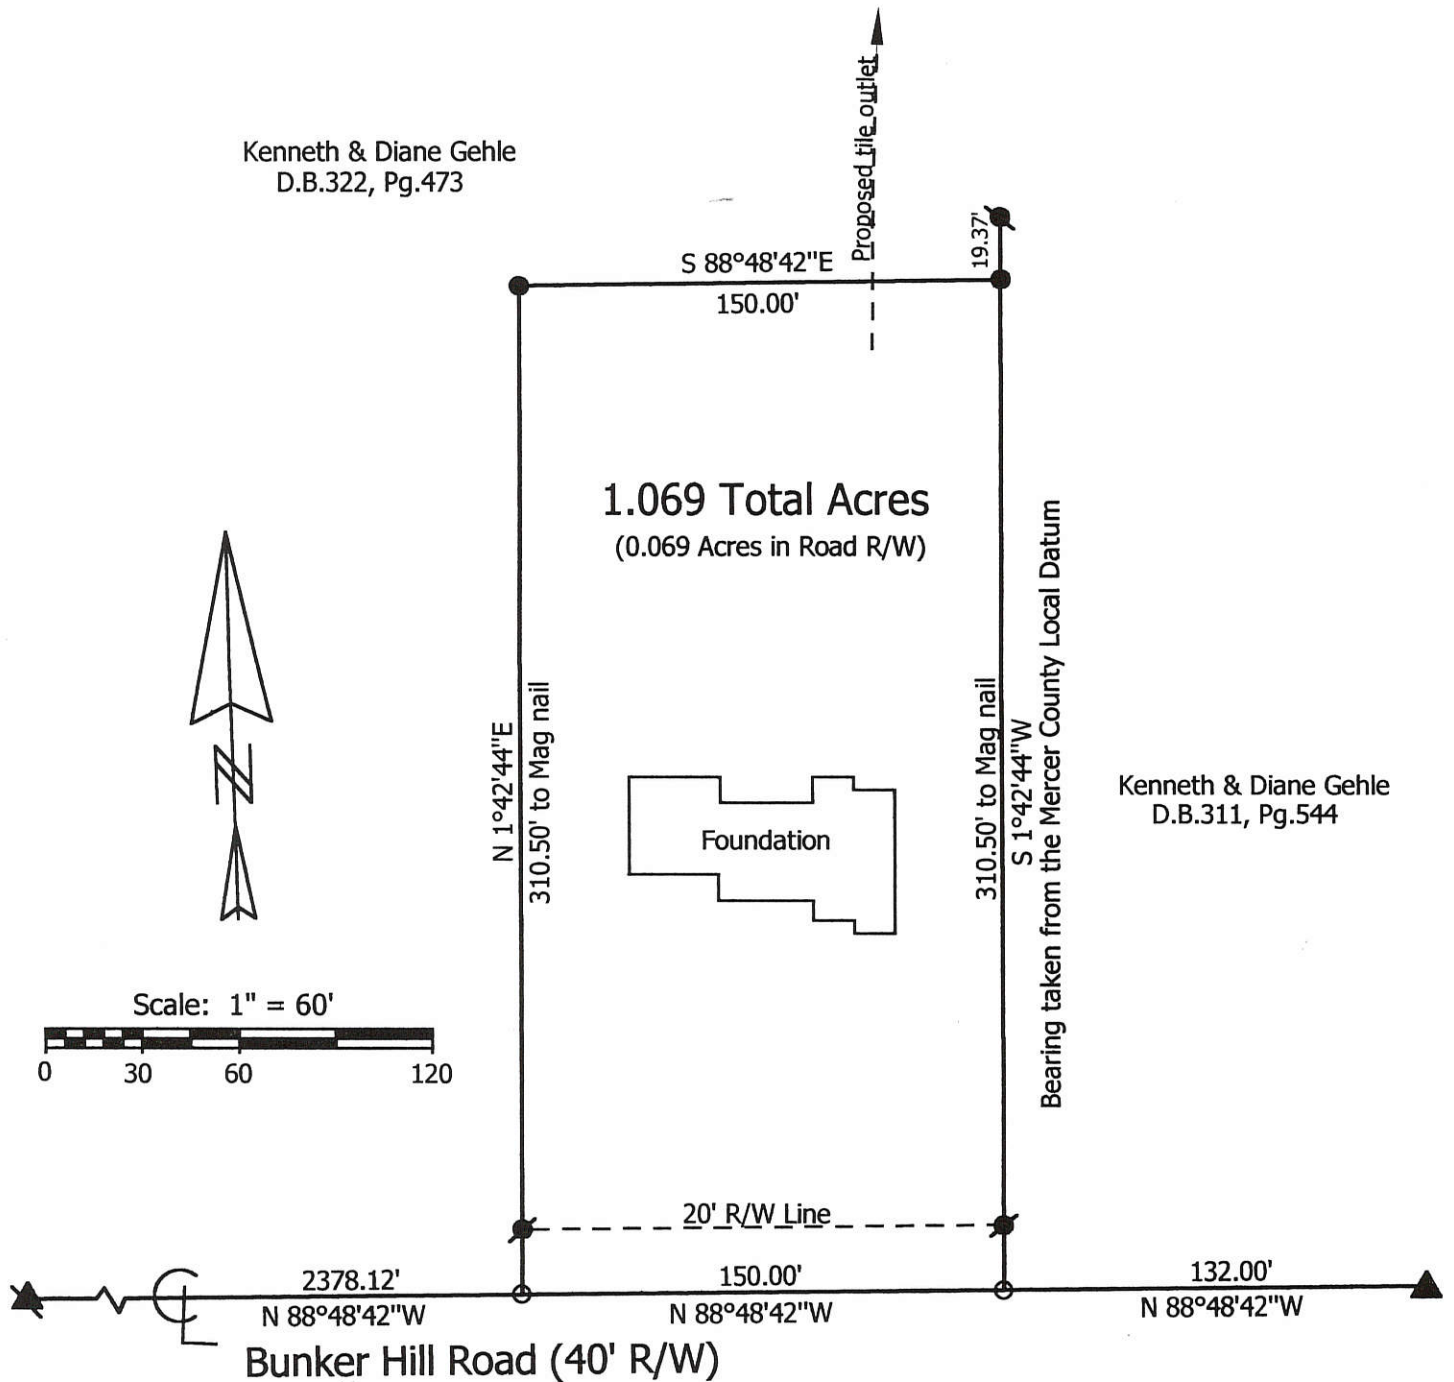 Proposed tile outlet
Kenneth & Diane Gehle
D.B.322, Pg.473
19.37'
S 88°48'42"E
150.00'
1.069 Total Acres
(0.069 Acres in Road R/W)
N 1°42'44"E
310.50' to Mag nail
310.50' to Mag nail
S 1°42'44"W
Bearing taken from the Mercer County Local Datum
N
Foundation
Kenneth & Diane Gehle
D.B.311, Pg.544
Scale: 1" = 60'
0 30 60 120
20' R/W Line
2378.12'
150.00'
132.00'
N 88°48'42"W
N 88°48'42"W
N 88°48'42"W
CL
Bunker Hill Road (40' R/W)